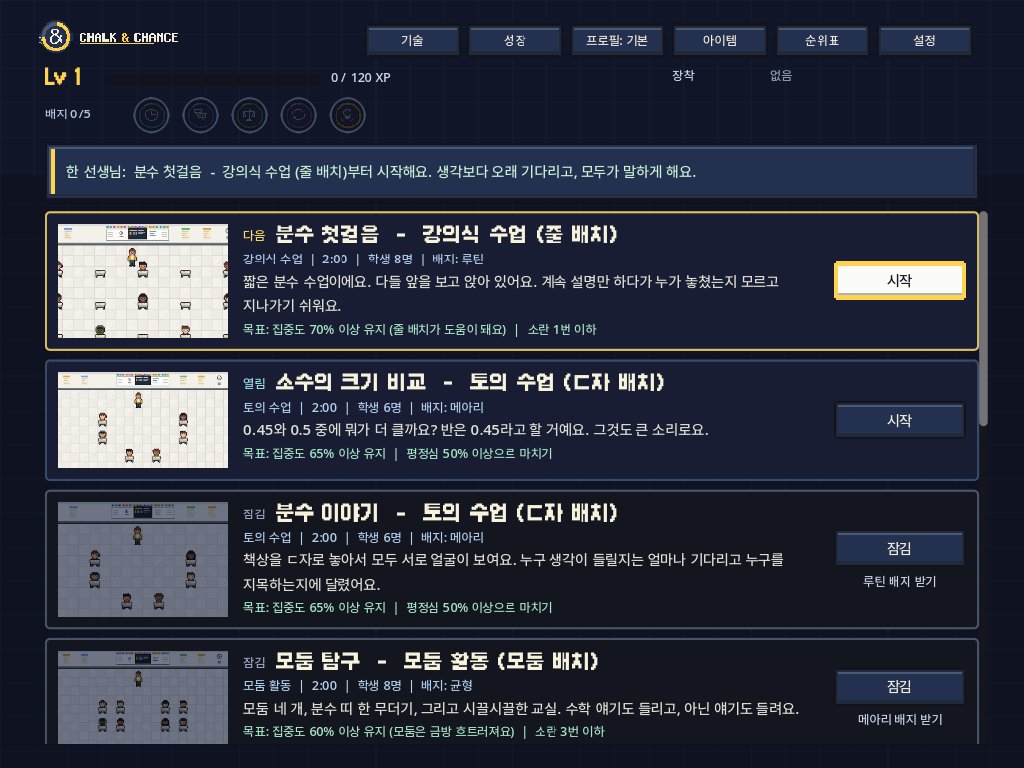 & CHALK & CHANCE
기술 성장 프로필: 기본 아이템 순위표 설정
Lv 1 0 / 120 XP 장착 없음
배지 0/5
한 선생님: 분수 첫걸음 - 강의식 수업 (줄 배치)부터 시작해요. 생각보다 오래 기다리고, 모두가 말하게 해요.
다음 분수 첫걸음 - 강의식 수업 (줄 배치)
강의식 수업 | 2:00 | 학생 8명 | 배지: 루틴
짧은 분수 수업이에요. 다들 앞을 보고 앉아 있어요. 계속 설명만 하다가 누가 놓쳤는지 모르고
지나가기 쉬워요.
목표: 집중도 70% 이상 유지 (줄 배치가 도움이 돼요) | 소란 1번 이하
시작
열림 소수의 크기 비교 - 토의 수업 (ㄷ자 배치)
토의 수업 | 2:00 | 학생 6명 | 배지: 메아리
0.45와 0.5 중에 뭐가 더 클까요? 반은 0.45라고 할 거예요. 그것도 큰 소리로요.
목표: 집중도 65% 이상 유지 | 평정심 50% 이상으로 마치기
시작
잠김 분수 이야기 - 토의 수업 (ㄷ자 배치)
토의 수업 | 2:00 | 학생 6명 | 배지: 메아리
책상을 ㄷ자로 놓아서 모두 서로 얼굴이 보여요. 누구 생각이 들릴지는 얼마나 기다리고 누구를
지목하는지에 달렸어요.
목표: 집중도 65% 이상 유지 | 평정심 50% 이상으로 마치기
잠김
루틴 배지 받기
잠김 모둠 탐구 - 모둠 활동 (모둠 배치)
모둠 활동 | 2:00 | 학생 8명 | 배지: 균형
모둠 네 개, 분수 띠 한 무더기, 그리고 시끌시끌한 교실. 수학 얘기도 들리고, 아닌 얘기도 들려요.
목표: 집중도 60% 이상 유지 (모둠은 금방 흐트러져요) | 소란 3번 이하
잠김
메아리 배지 받기